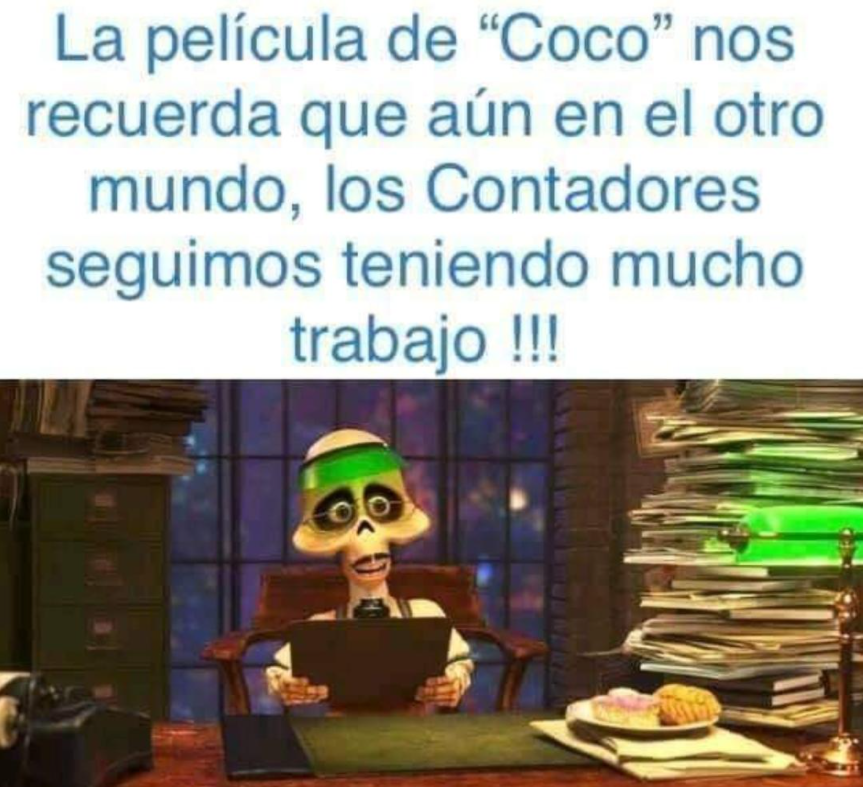 La película de “Coco” nos
recuerda que aún en el otro
mundo, los Contadores
seguimos teniendo mucho
trabajo !!!